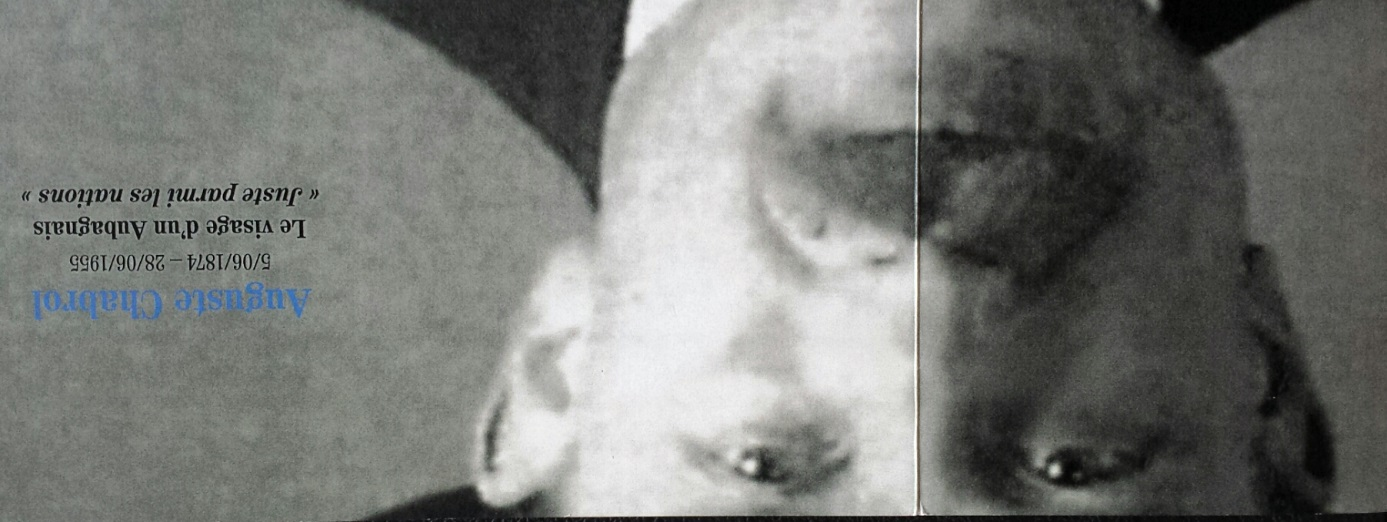 Auguste Chabrol
5/06/1874 – 28/06/1955
Le visage d'un Aubagnais
« Juste parmi les nations »